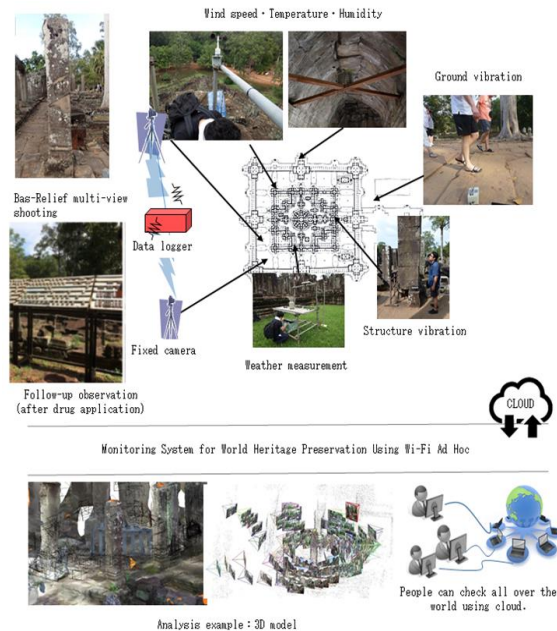 Wind speed・Temperature・Humidity
Ground vibration
Bas-Relief multi-view
shooting
Data logger
Fixed camera
Structure vibration
Weather measurement
Follow-up observation
(after drug application)
CLOUD
Monitoring System for World Heritage Preservation Using Wi-Fi Ad Hoc
People can check all over the
world using cloud.
Analysis example：3D model